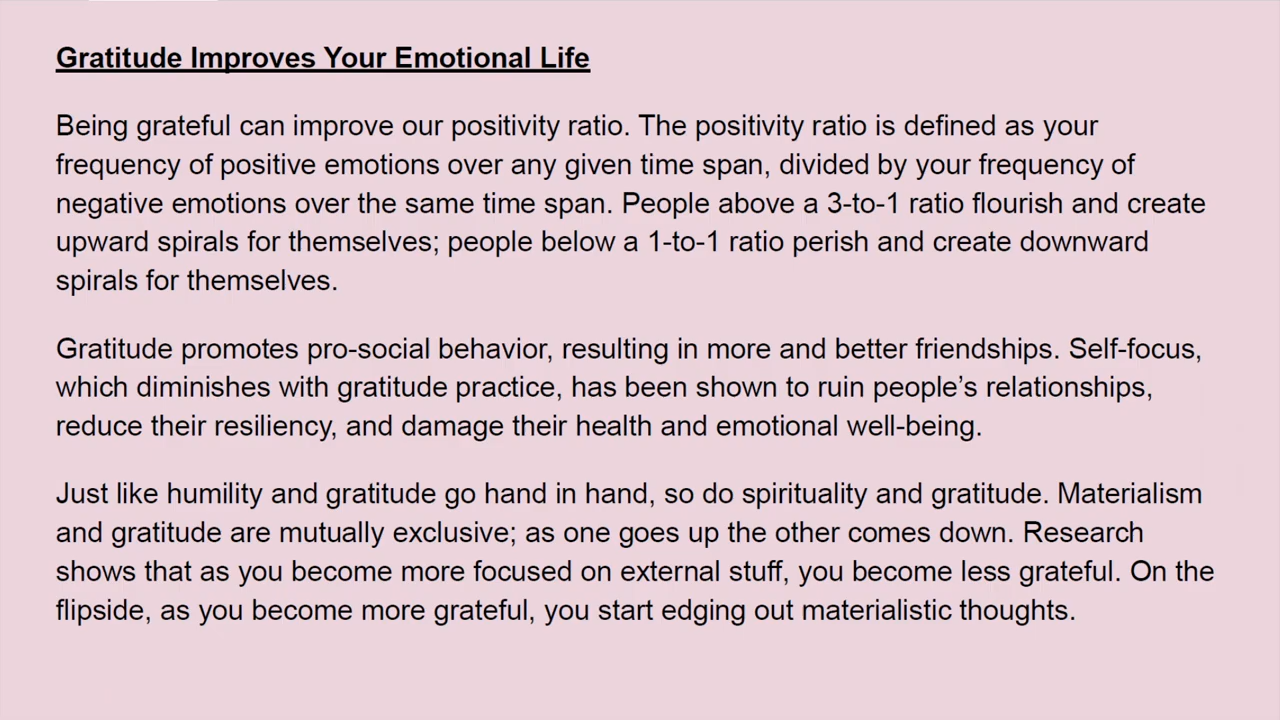 Gratitude Improves Your Emotional Life
Being grateful can improve our positivity ratio. The positivity ratio is defined as your
frequency of positive emotions over any given time span, divided by your frequency of
negative emotions over the same time span. People above a 3-to-1 ratio flourish and create
upward spirals for themselves; people below a 1-to-1 ratio perish and create downward
spirals for themselves.
Gratitude promotes pro-social behavior, resulting in more and better friendships. Self-focus,
which diminishes with gratitude practice, has been shown to ruin people’s relationships,
reduce their resiliency, and damage their health and emotional well-being.
Just like humility and gratitude go hand in hand, so do spirituality and gratitude. Materialism
and gratitude are mutually exclusive; as one goes up the other comes down. Research
shows that as you become more focused on external stuff, you become less grateful. On the
flipside, as you become more grateful, you start edging out materialistic thoughts.